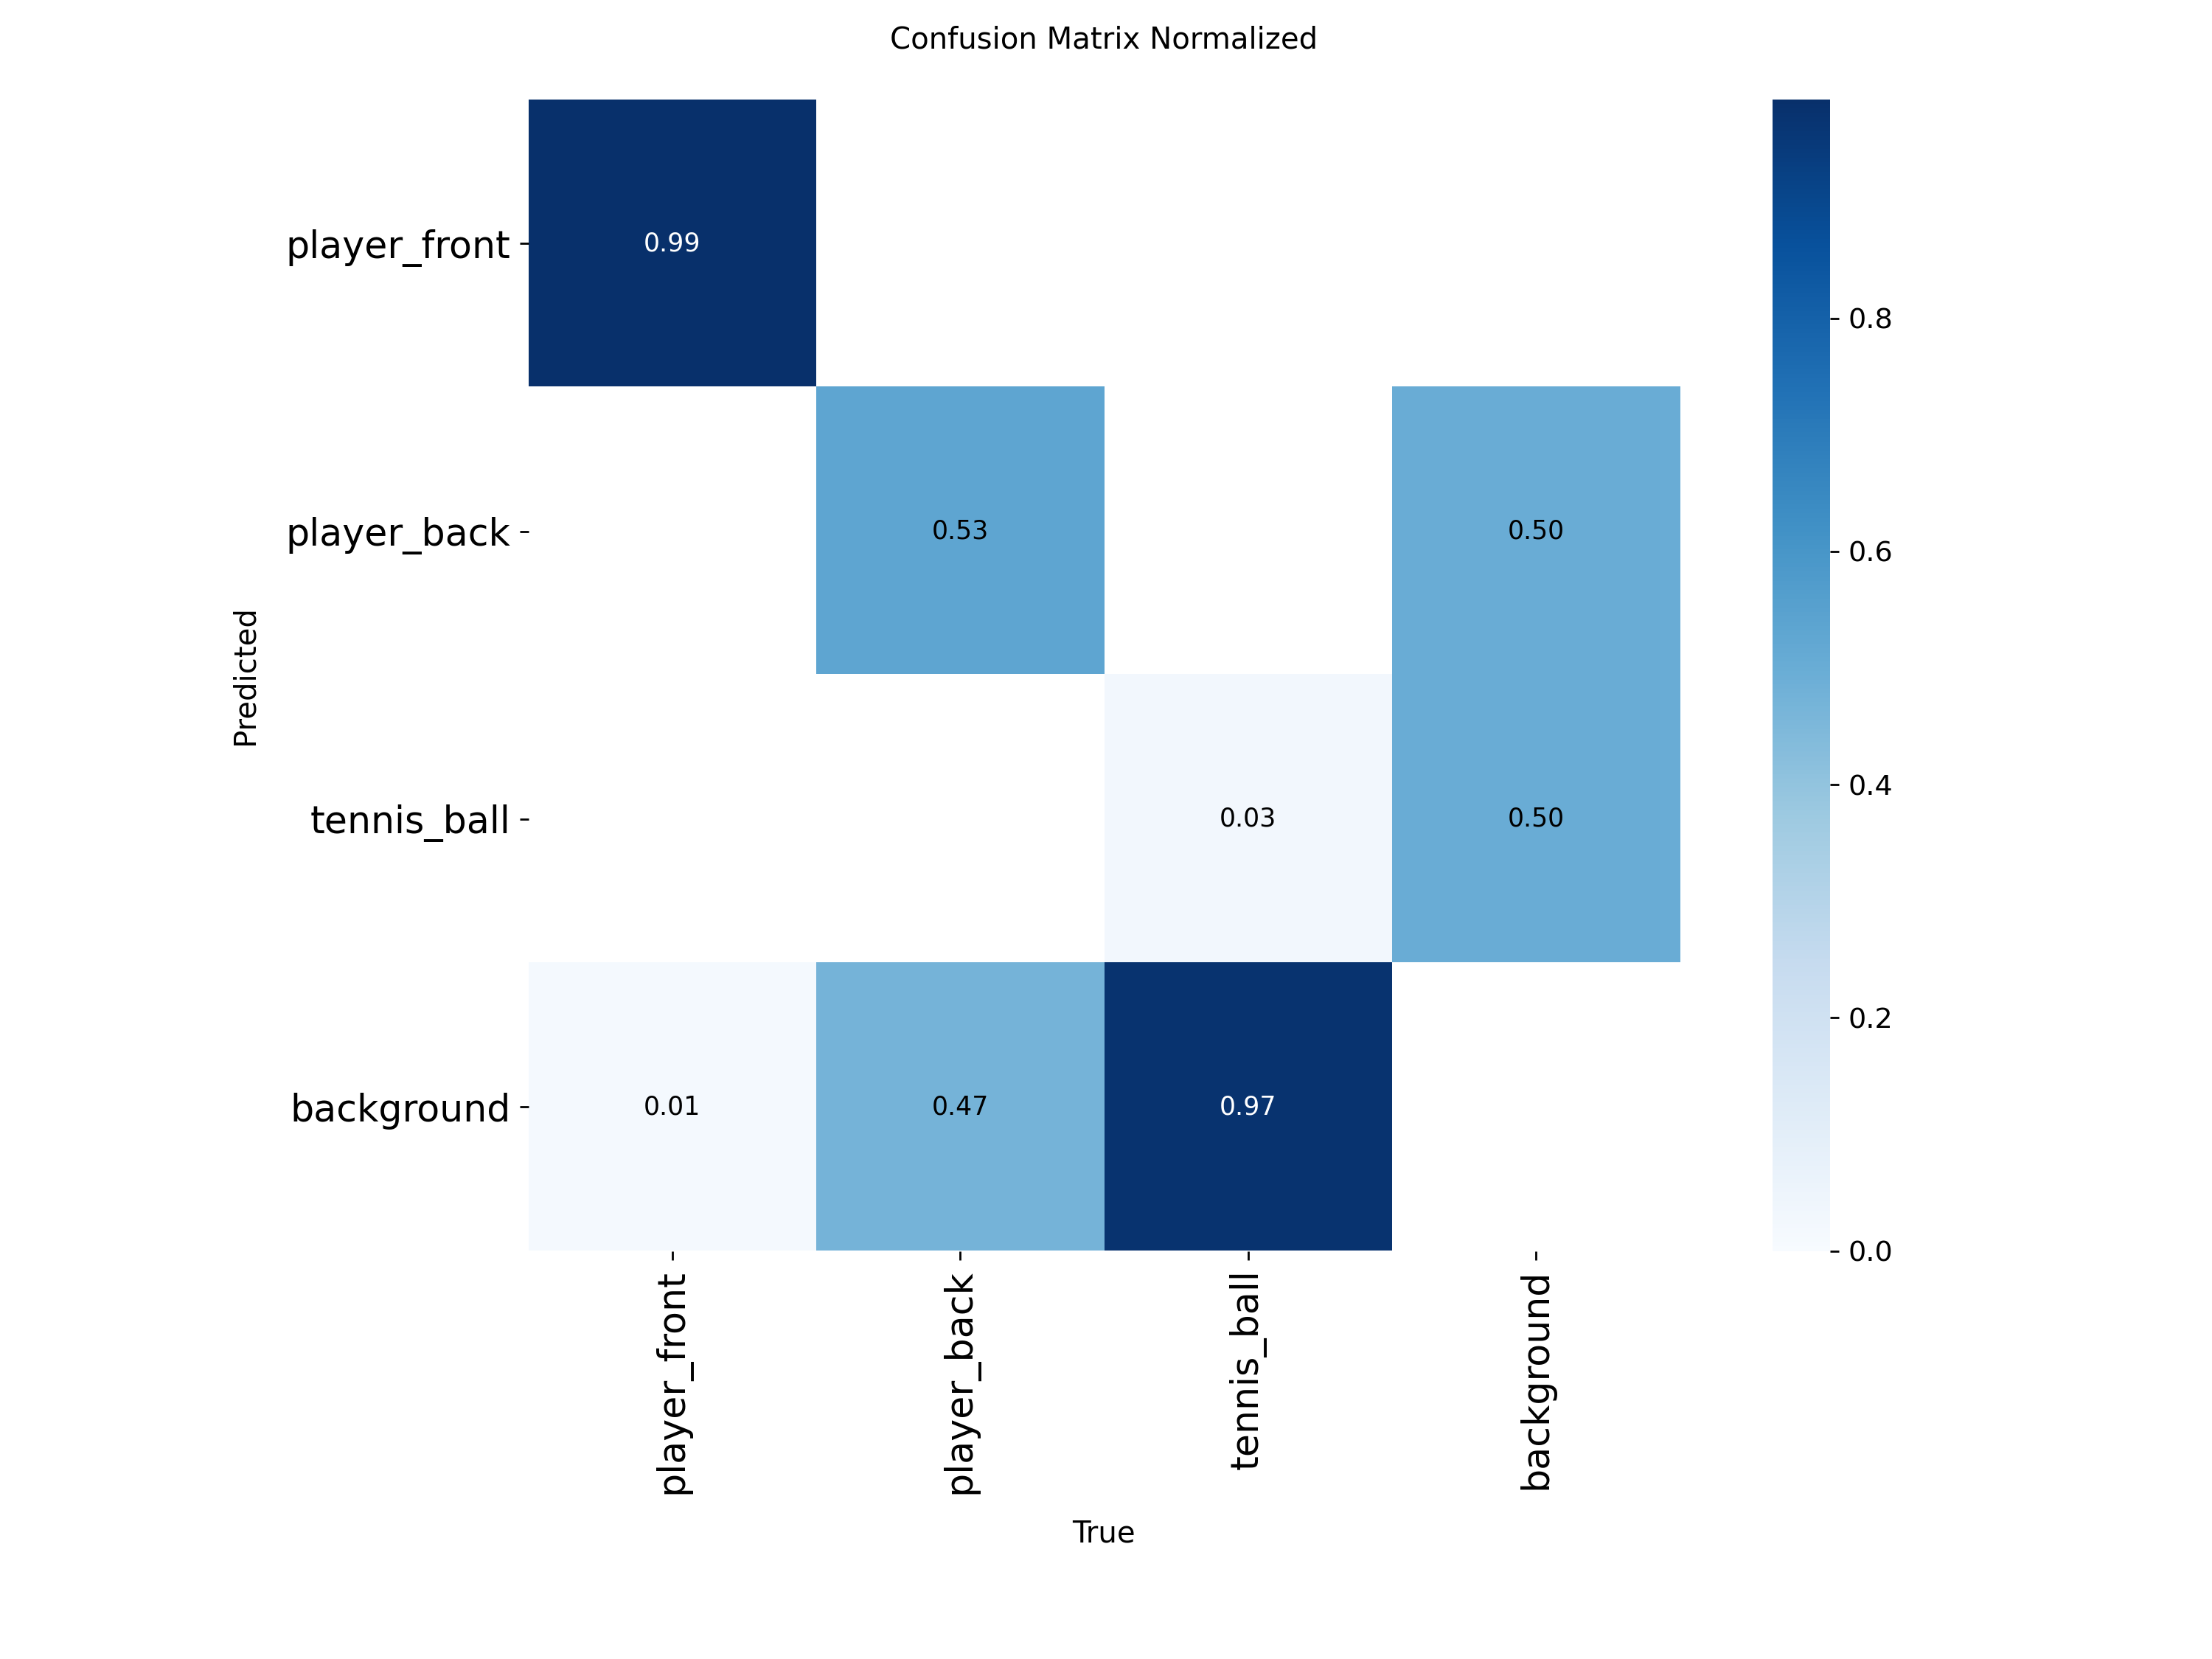 Confusion Matrix Normalized
player_front
0.99
0.8
player_back
0.53
0.50
0.6
Predicted
0.4
tennis_ball
0.03
0.50
0.2
background
0.01
0.47
0.97
0.0
player_front
player_back
tennis_ball
background
True